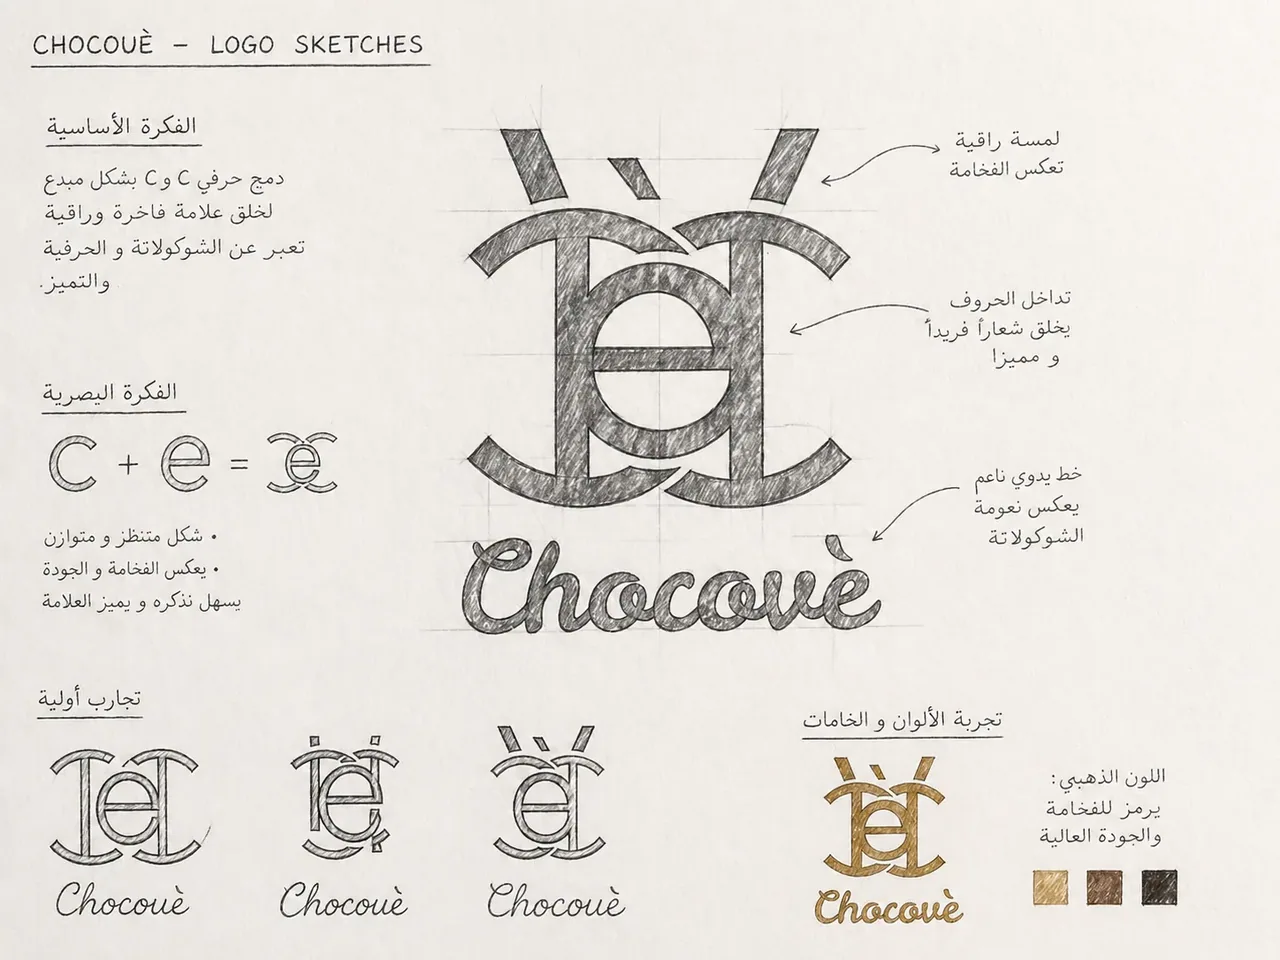 CHOCOUÈ – LOGO SKETCHES
الفكرة الأساسية
دمج حرفي C و C بشكل مبدع
لخلق علامة فاخرة وراقية
تعبر عن الشوكولاتة و الحرفية
والتميز.
لمسة راقية
تعكس الفخامة
تداخل الحروف
يخلق شعاراً فريداً
و مميزا
خط يدوي ناعم
يعكس نعومة
الشوكولاتة
Chocovè
الفكرة اليصرية
C + e =
• شكل متنظز و متوازن
• يعكس الفخامة و الجودة
يسهل نذكره و يميز العلامة
تجارب أولية
Chocouè
Chocouè
Chocouè
تجربة الألوان و الخامات
Chocovè
اللون الذهبي:
يرمز للفخامة
والجودة العالية